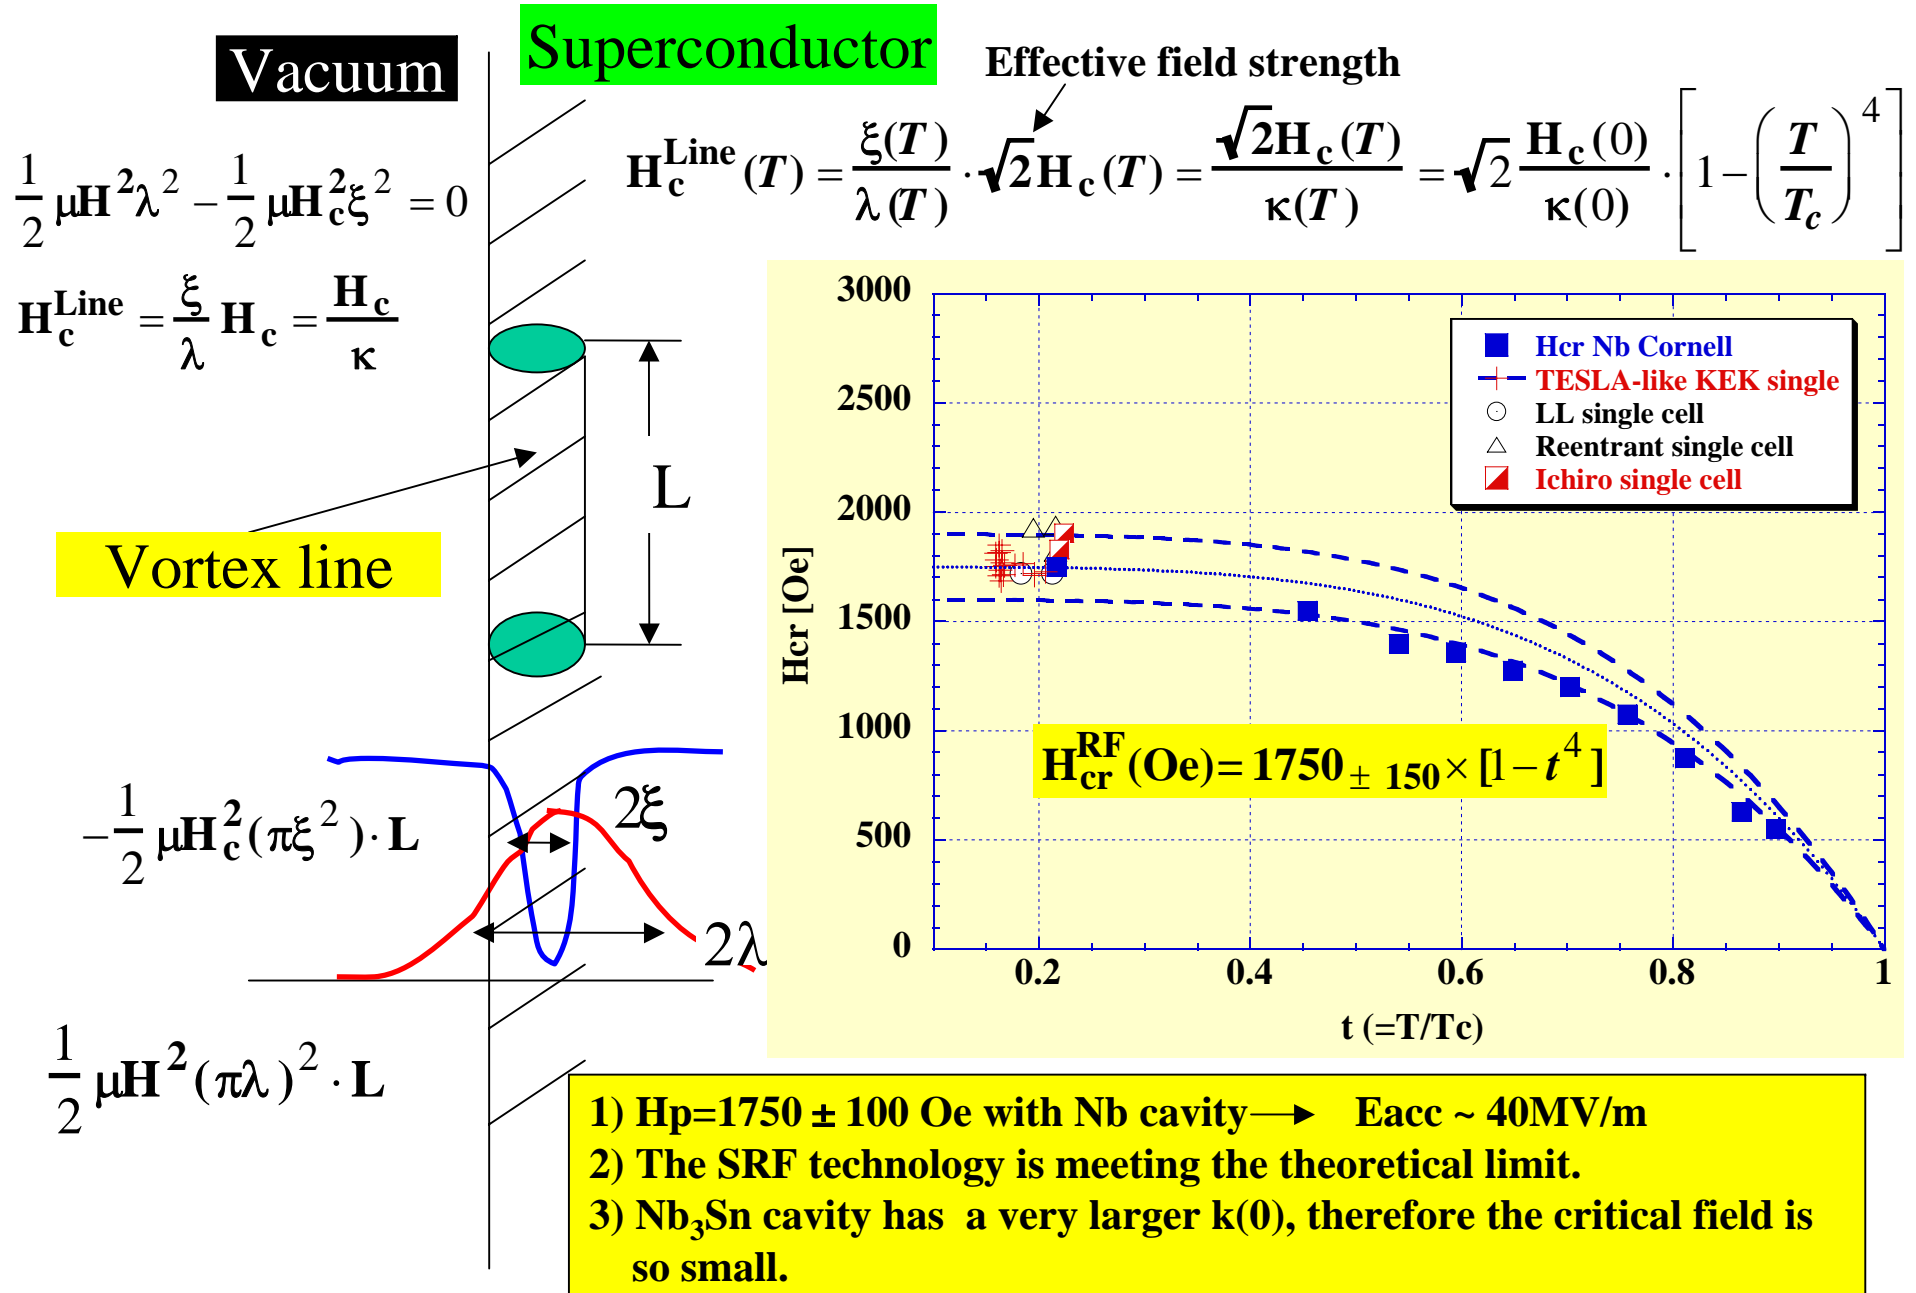 Vacuum
Superconductor
Effective field strength
½ μH²λ² − ½ μH_c²ξ² = 0
H_c^Line (T) = ξ(T)/λ(T) · √2H_c(T) = √2H_c(T)/κ(T) = √2 H_c(0)/κ(0) · [1−(T/T_c)^4]
H_c^Line = ξ/λ H_c = H_c/κ
L
Vortex line
2ξ
−½ μH_c²(πξ²)· L
2λ
½ μH²(πλ)² · L
3000
2500
2000
1500
1000
500
0
Hcr [Oe]
Hcr Nb Cornell
TESLA-like KEK single
LL single cell
Reentrant single cell
Ichiro single cell
H_cr^RF (Oe)= 1750 ± 150 × [1− t^4 ]
0.2 0.4 0.6 0.8 1
t (=T/Tc)
1) Hp=1750 ± 100 Oe with Nb cavity → Eacc ~ 40MV/m
2) The SRF technology is meeting the theoretical limit.
3) Nb₃Sn cavity has a very larger k(0), therefore the critical field is
so small.